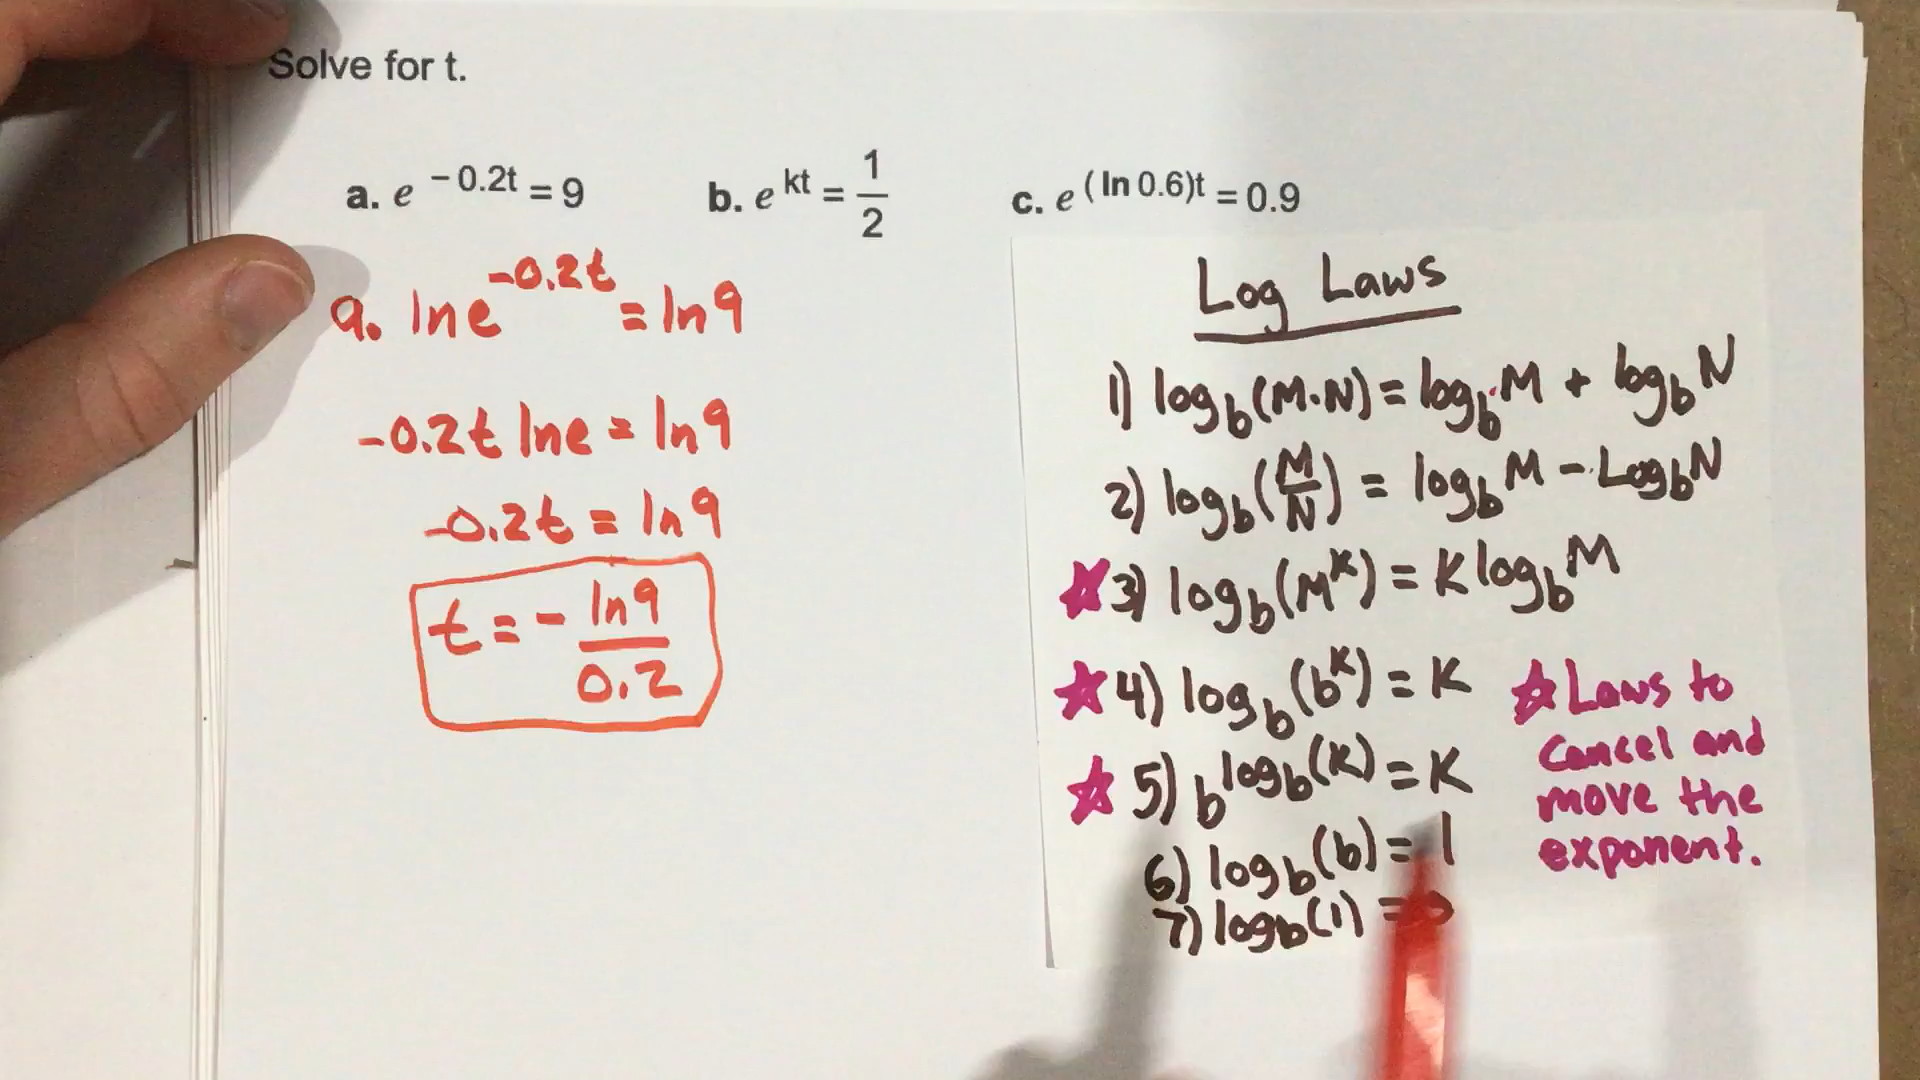 Solve for t.
a. e^{-0.2t} = 9 b. e^{kt} = \frac{1}{2} c. e^{(ln 0.6)t} = 0.9
a. ln e^{-0.2t} = ln 9
-0.2t ln e = ln 9
-0.2t = ln 9
t = - \frac{ln 9}{0.2}
Log Laws
1) log_b(M·N) = log_b M + log_b N
2) log_b(\frac{M}{N}) = log_b M - Log_b N
☆3) log_b(M^K) = K log_b M
☆4) log_b(b^K) = K
☆5) b^{log_b(K)} = K
6) log_b(b) = 1
7) log_b(1) = 0
☆ Laws to
Cancel and
move the
exponent.